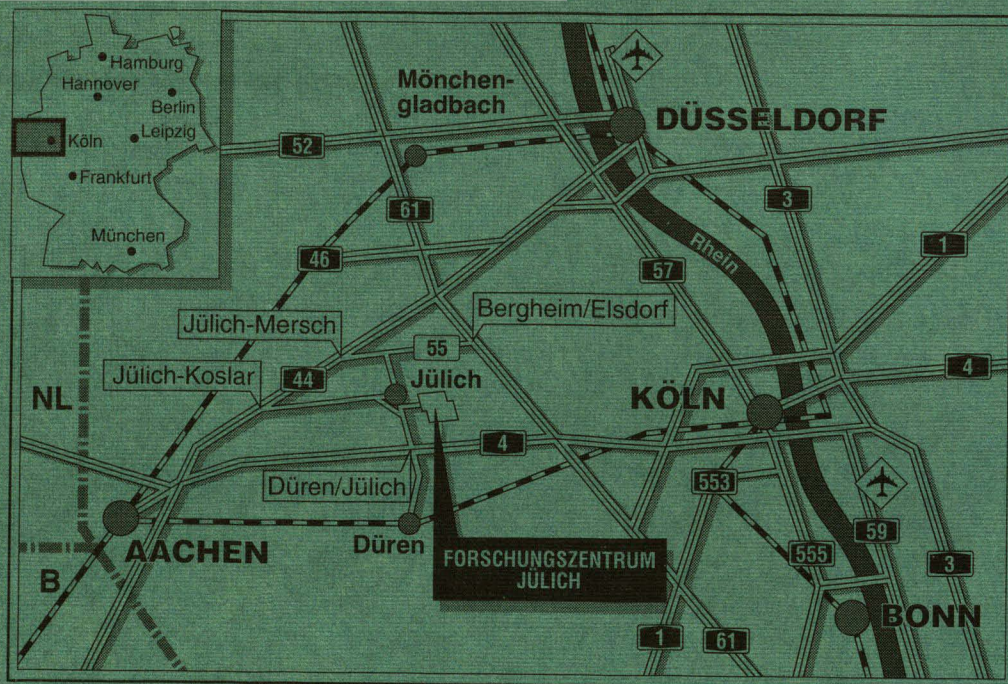 Hamburg
Hannover
Berlin
Köln
Leipzig
Frankfurt
München
Mönchen-
gladbach
DÜSSELDORF
52
61
3
1
46
57
Rhein
Bergheim/Elsdorf
Jülich-Mersch
55
Jülich-Koslar
44
Jülich
4
NL
KÖLN
4
Düren/Jülich
553
AACHEN
Düren
59
FORSCHUNGSZENTRUM
JÜLICH
555
3
B
BONN
1
61